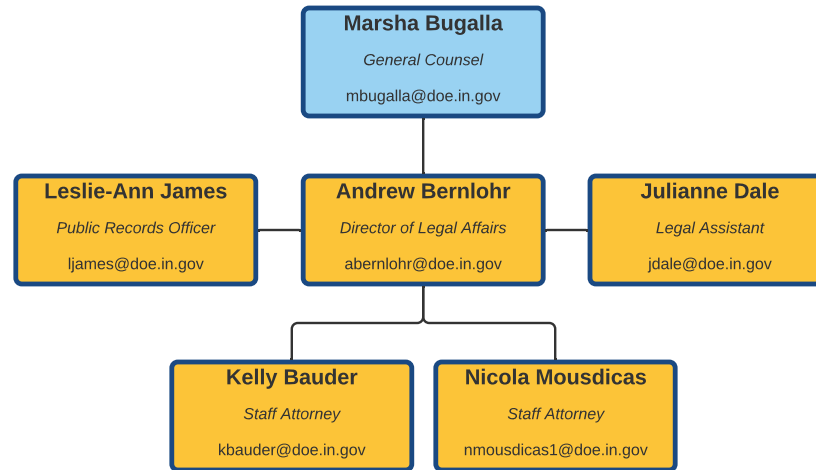 Marsha Bugalla
General Counsel
mbugalla@doe.in.gov
Leslie-Ann James
Public Records Officer
ljames@doe.in.gov
Andrew Bernlohr
Director of Legal Affairs
abernlohr@doe.in.gov
Julianne Dale
Legal Assistant
jdale@doe.in.gov
Kelly Bauder
Staff Attorney
kbauder@doe.in.gov
Nicola Mousdicas
Staff Attorney
nmousdicas1@doe.in.gov